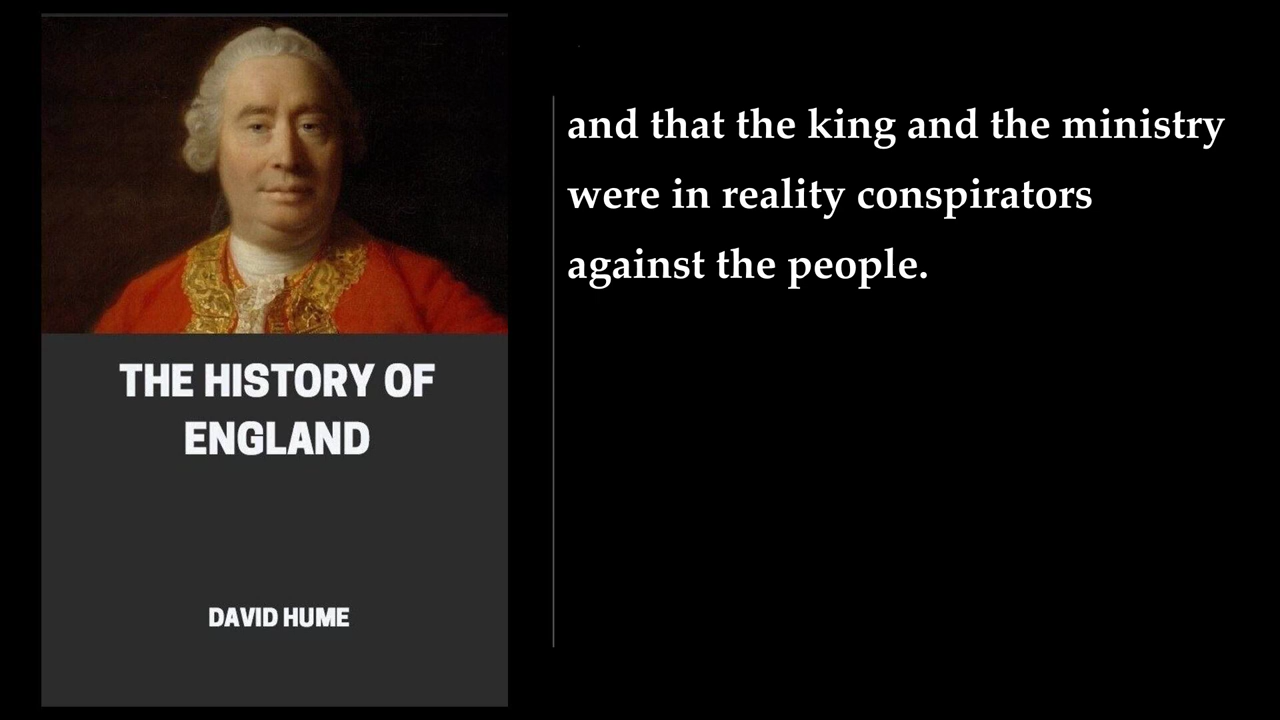 THE HISTORY OF
ENGLAND
DAVID HUME
and that the king and the ministry
were in reality conspirators
against the people.